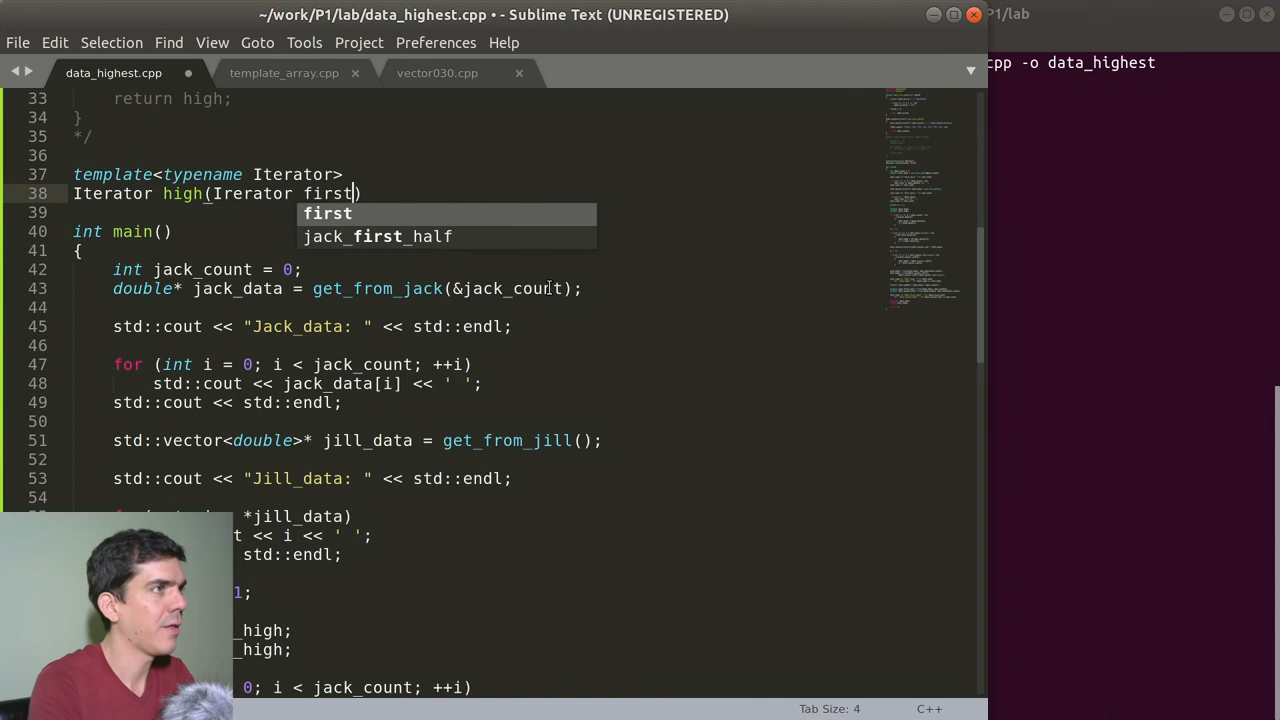 ~/work/P1/lab/data_highest.cpp • - Sublime Text (UNREGISTERED)
P1/lab
File Edit Selection Find View Goto Tools Project Preferences Help
data_highest.cpp
template_array.cpp
vector030.cpp
cpp -o data_highest
33 return high;
34 }
35 */
36
37 template<typename Iterator>
38 Iterator high(Iterator first)
first
jack_first_half
39
40 int main()
41 {
42 int jack_count = 0;
43 double* jack_data = get_from_jack(&jack_count);
44
45 std::cout << "Jack_data: " << std::endl;
46
47 for (int i = 0; i < jack_count; ++i)
48 std::cout << jack_data[i] << ' ';
49 std::cout << std::endl;
50
51 std::vector<double>* jill_data = get_from_jill();
52
53 std::cout << "Jill_data: " << std::endl;
54
*jill_data)
t << i << ' ';
std::endl;
1;
_high;
_high;
0; i < jack_count; ++i)
Tab Size: 4
C++